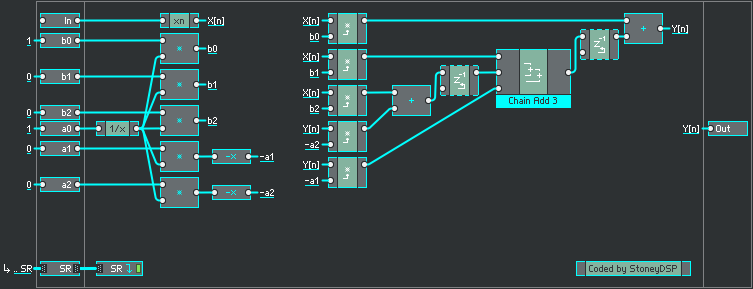 In xn X[n]
1 b0 b0
0 b1 b1
0 b2 b2
1 a0 1/x
0 a1 -x -a1
0 a2 -x -a2
.. SR SR SR
X[n]
b0
X[n]
b1
X[n]
b2
Y[n]
-a2
Y[n]
-a1
+
z-1
Chain Add 3
z-1
+
Y[n]
Y[n] Out
Coded by StoneyDSP